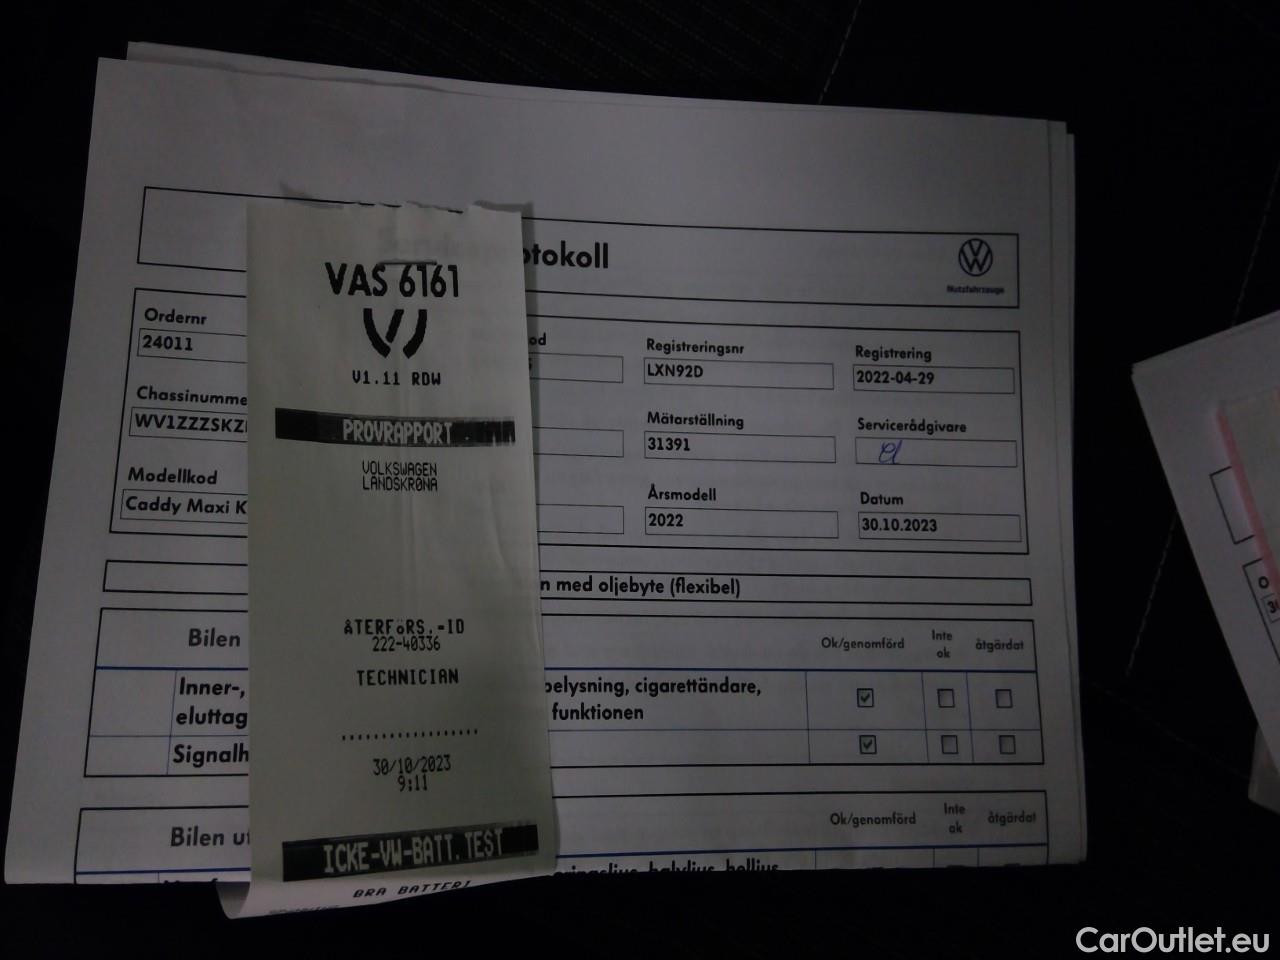 otokoll
Nutzfahrzeuge
VAS 6161
V1.11 RDW
PROVRAPPORT
VOLKSWAGEN
LANDSKRONA
ÅTERFÖRS.-ID
222-40336
TECHNICIAN
30/10/2023
9:11
ICKE-VW-BATT.TEST
BRA BATTERI
Ordernr
24011
od
Registreringsnr
LXN92D
Registrering
2022-04-29
Chassinumme
WV1ZZZSKZ
Mätarställning
31391
Servicerådgivare
Modellkod
Caddy Maxi K
Årsmodell
2022
Datum
30.10.2023
n med oljebyte (flexibel)
Bilen
Ok/genomförd
Inte ok
åtgärdat
Inner-,
belysning, cigarettändare,
eluttag
funktionen
Signalh
Bilen ut
Ok/genomförd
Inte ok
åtgärdat
halvljus, helljus
CarOutlet.eu